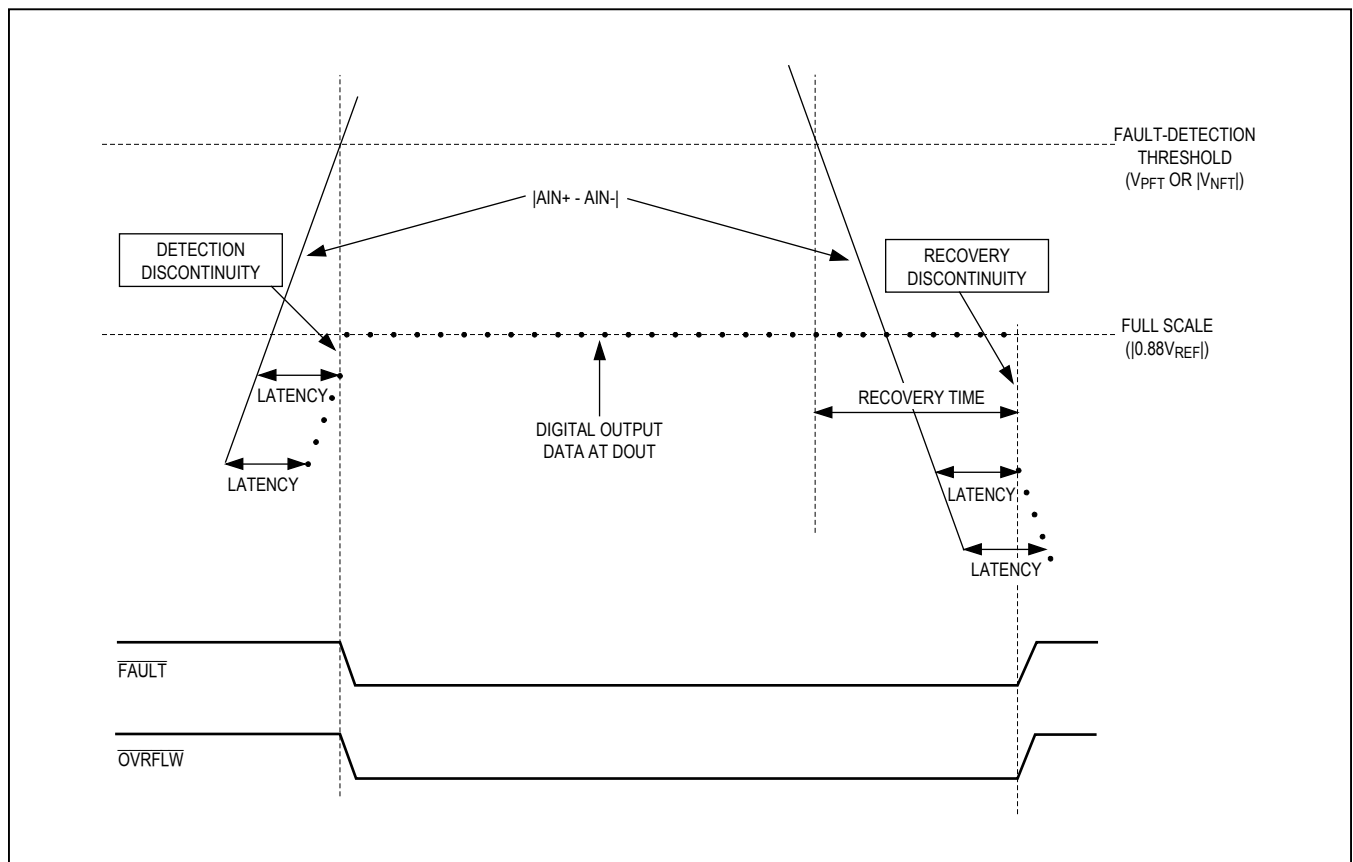 FAULT-DETECTION
THRESHOLD
(VPFT OR |VNFT|)
|AIN+ - AIN-|
DETECTION
DISCONTINUITY
RECOVERY
DISCONTINUITY
FULL SCALE
(|0.88VREF|)
LATENCY
RECOVERY TIME
DIGITAL OUTPUT
DATA AT DOUT
LATENCY
LATENCY
LATENCY
FAULT
OVRFLW